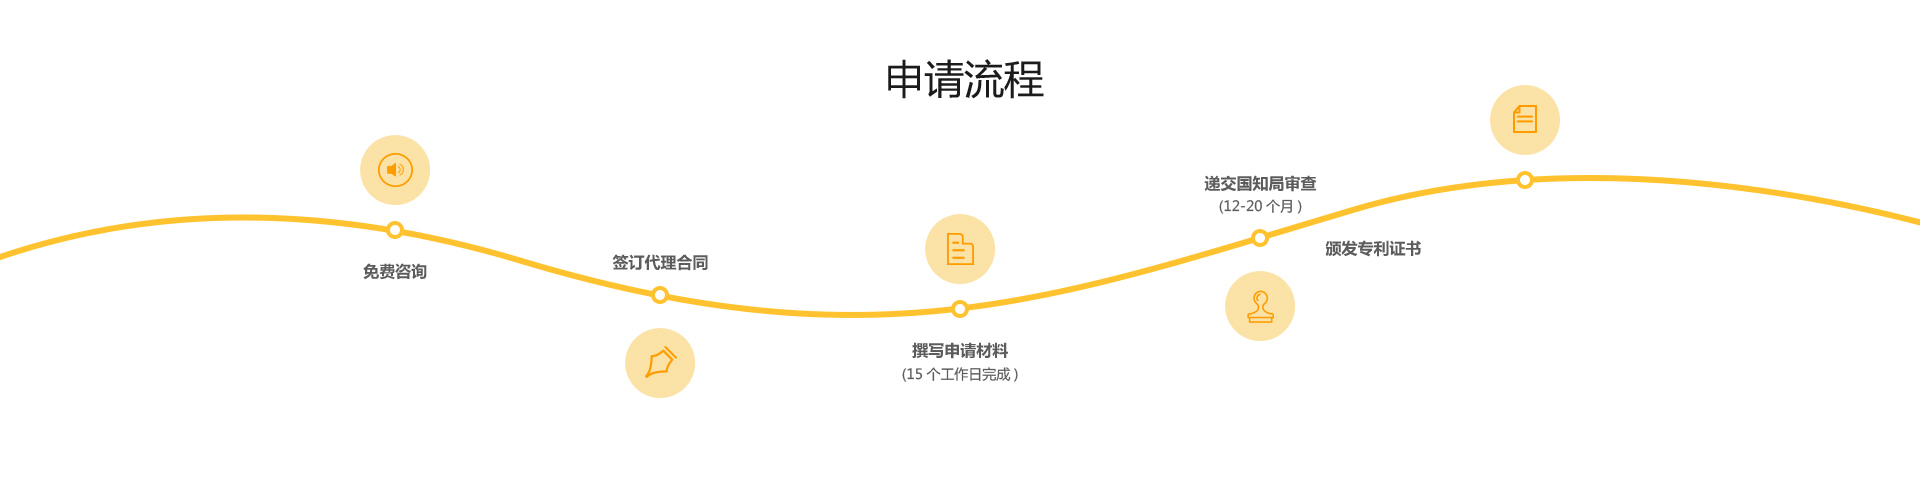 申请流程
免费咨询
签订代理合同
撰写申请材料
(15 个工作日完成 )
递交国知局审查
(12-20 个月 )
颁发专利证书